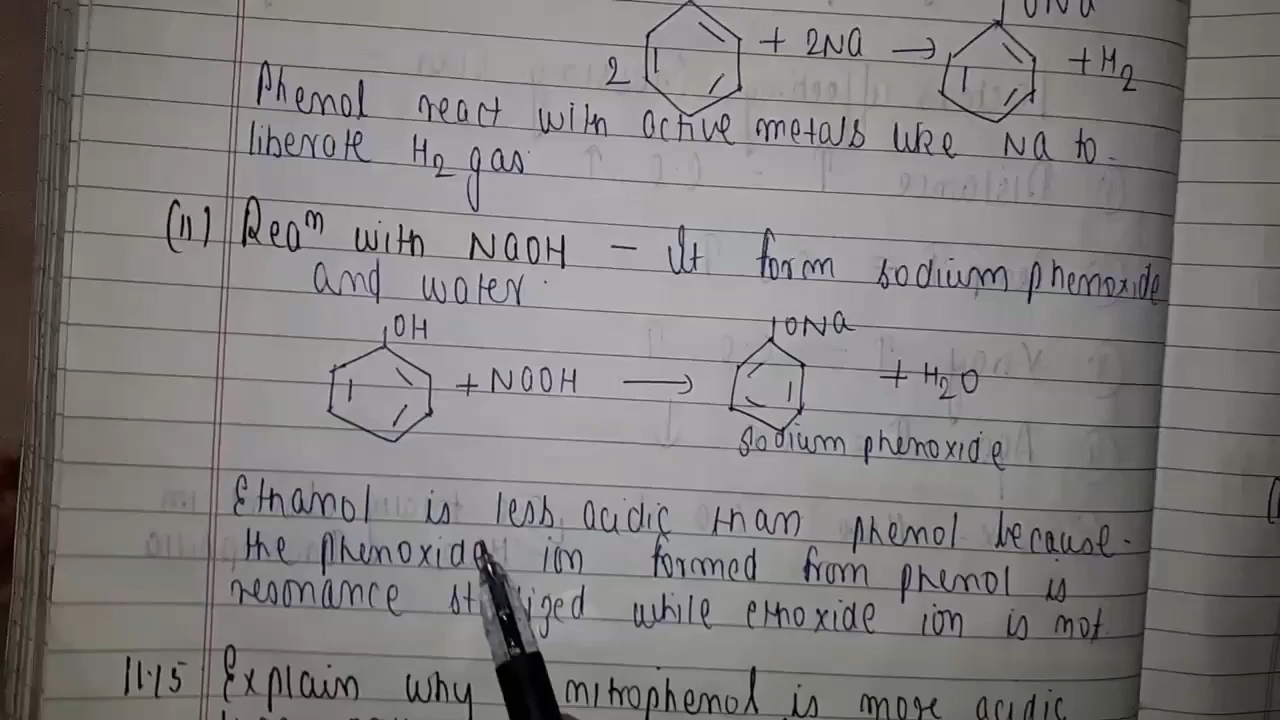 ONa
2 + 2Na → + H2
Phenol react with active metals like Na to
liberate H2 gas
(ii) Reaⁿ with NaOH – It form sodium phenoxide
and water.
OH ONa
+ NaOH → + H2O
sodium phenoxide
Ethanol is less acidic than phenol because
the phenoxide ion formed from phenol is
resonance while ethoxide ion is not
11.15 Explain why nitrophenol is more acidic